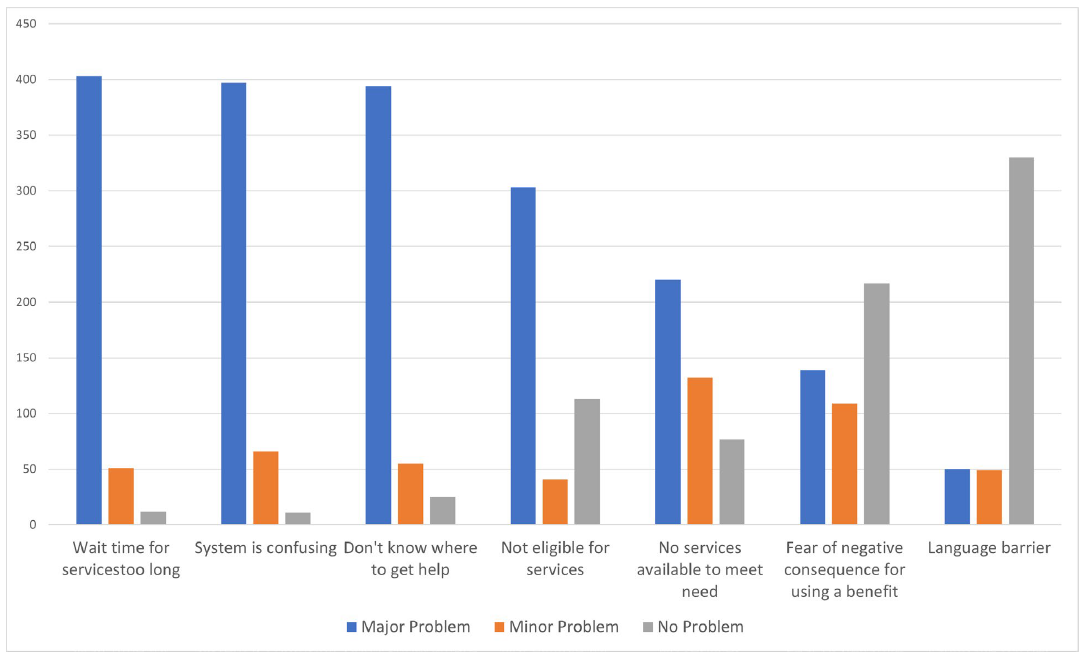 450
400
350
300
250
200
150
100
50
0
Wait time for
servicestoo long
System is confusing
Don't know where
to get help
Not eligible for
services
No services
available to meet
need
Fear of negative
consequence for
using a benefit
Language barrier
Major Problem Minor Problem No Problem